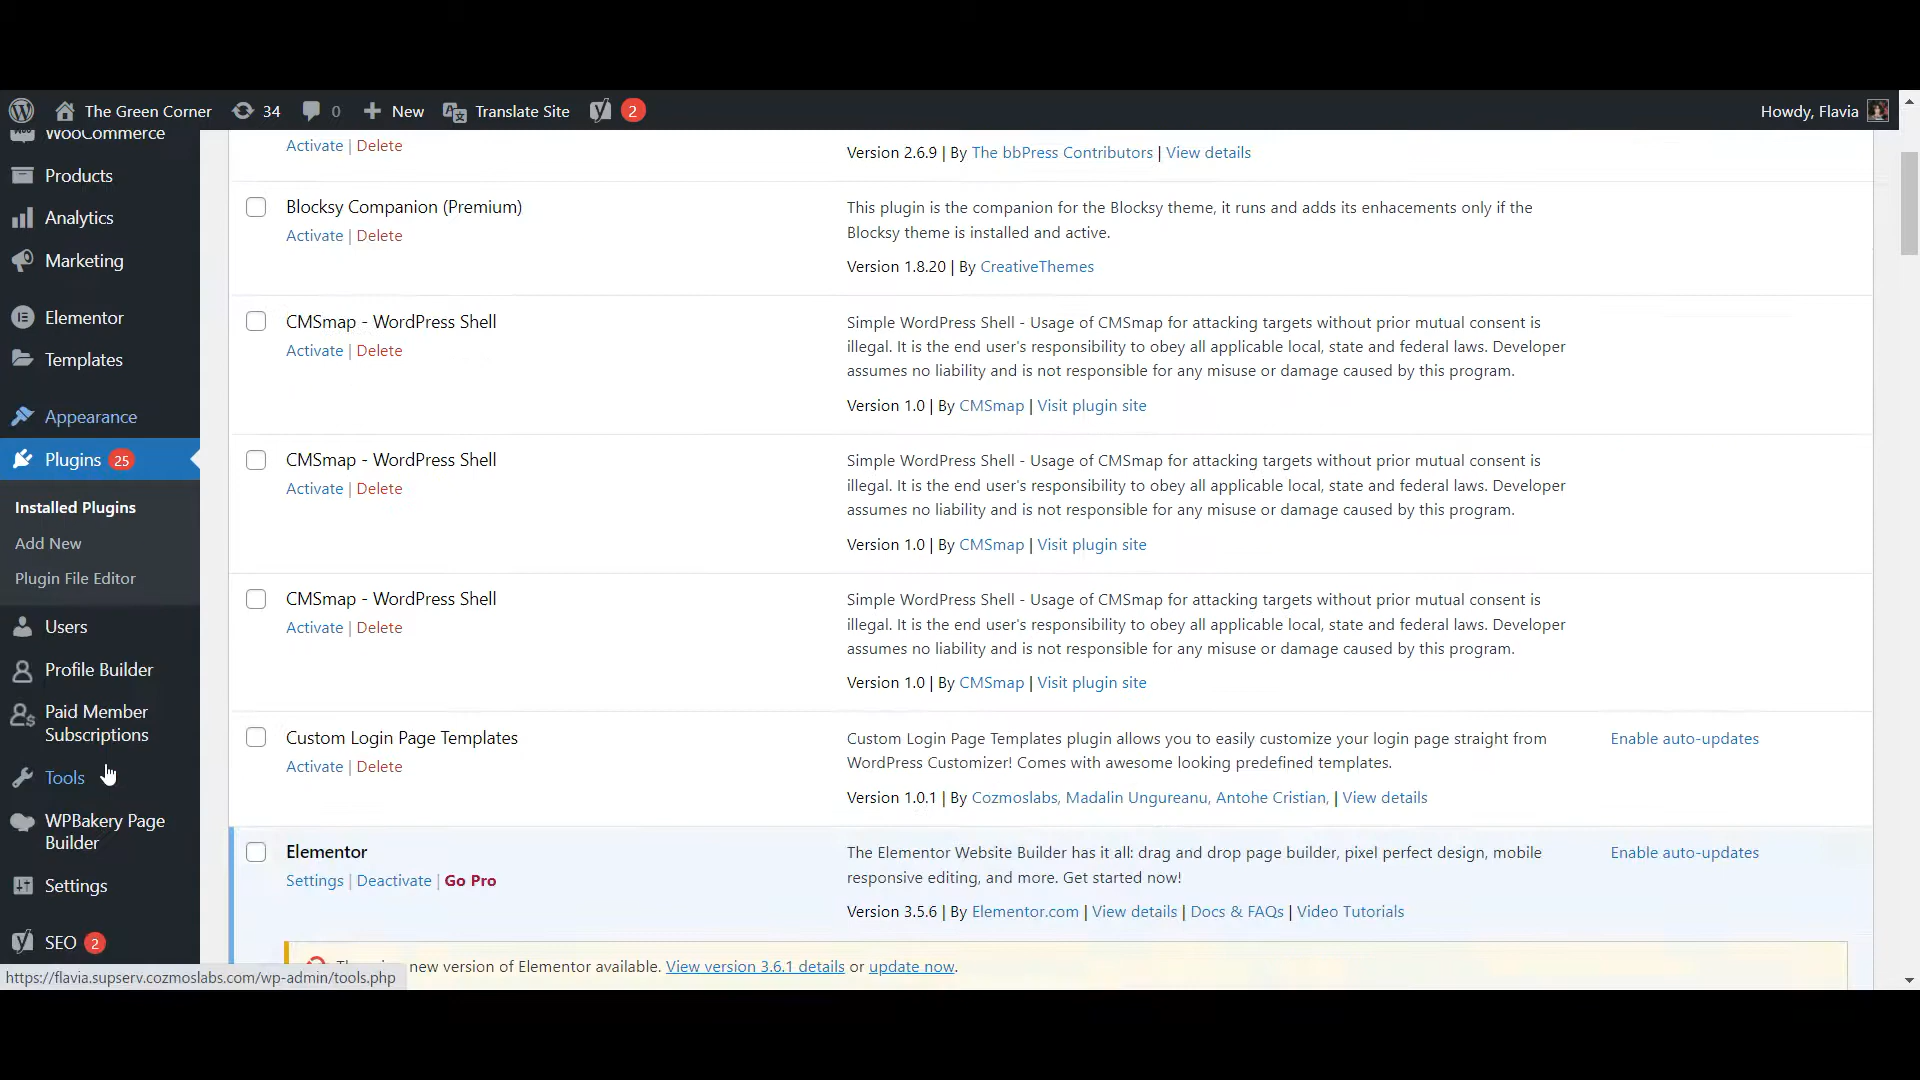 The Green Corner 34 0 New Translate Site 2 Howdy, Flavia
WooCommerce
Products
Analytics
Marketing
Elementor
Templates
Appearance
Plugins 25
Installed Plugins
Add New
Plugin File Editor
Users
Profile Builder
Paid Member
Subscriptions
Tools
WPBakery Page
Builder
Settings
SEO 2
Activate | Delete
Version 2.6.9 | By The bbPress Contributors | View details
Blocksy Companion (Premium)
Activate | Delete
This plugin is the companion for the Blocksy theme, it runs and adds its enhacements only if the
Blocksy theme is installed and active.
Version 1.8.20 | By CreativeThemes
CMSmap - WordPress Shell
Activate | Delete
Simple WordPress Shell - Usage of CMSmap for attacking targets without prior mutual consent is
illegal. It is the end user's responsibility to obey all applicable local, state and federal laws. Developer
assumes no liability and is not responsible for any misuse or damage caused by this program.
Version 1.0 | By CMSmap | Visit plugin site
CMSmap - WordPress Shell
Activate | Delete
Simple WordPress Shell - Usage of CMSmap for attacking targets without prior mutual consent is
illegal. It is the end user's responsibility to obey all applicable local, state and federal laws. Developer
assumes no liability and is not responsible for any misuse or damage caused by this program.
Version 1.0 | By CMSmap | Visit plugin site
CMSmap - WordPress Shell
Activate | Delete
Simple WordPress Shell - Usage of CMSmap for attacking targets without prior mutual consent is
illegal. It is the end user's responsibility to obey all applicable local, state and federal laws. Developer
assumes no liability and is not responsible for any misuse or damage caused by this program.
Version 1.0 | By CMSmap | Visit plugin site
Custom Login Page Templates
Activate | Delete
Custom Login Page Templates plugin allows you to easily customize your login page straight from
WordPress Customizer! Comes with awesome looking predefined templates.
Version 1.0.1 | By Cozmoslabs, Madalin Ungureanu, Antohe Cristian, | View details
Enable auto-updates
Elementor
Settings | Deactivate | Go Pro
The Elementor Website Builder has it all: drag and drop page builder, pixel perfect design, mobile
responsive editing, and more. Get started now!
Version 3.5.6 | By Elementor.com | View details | Docs & FAQs | Video Tutorials
Enable auto-updates
new version of Elementor available. View version 3.6.1 details or update now.
https://flavia.supserv.cozmoslabs.com/wp-admin/tools.php